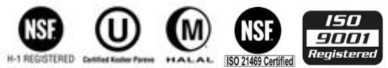 NSF
H-1 REGISTERED
U
Certified Kosher Pareve
M
HALAL
NSF
ISO 21469 Certified
ISO
9001
Registered